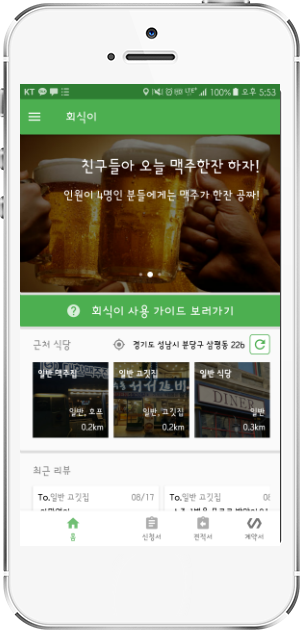 KT 100% 오후 5:53
회식이
친구들아 오늘 맥주한잔 하자!
인원이 4명인 분들에게는 맥주가 한잔 공짜!
회식이 사용 가이드 보러가기
근처 식당 경기도 성남시 분당구 삼평동 22b
일반 맥주집 일반 고깃집 일반 식당
DINER
일반, 호프 일반, 고깃집 일반
0.2km 0.2km 0.3km
최근 리뷰
To.일반 고깃집 08/17 To.일반 고깃집 08/
홈 신청서 견적서 계약서